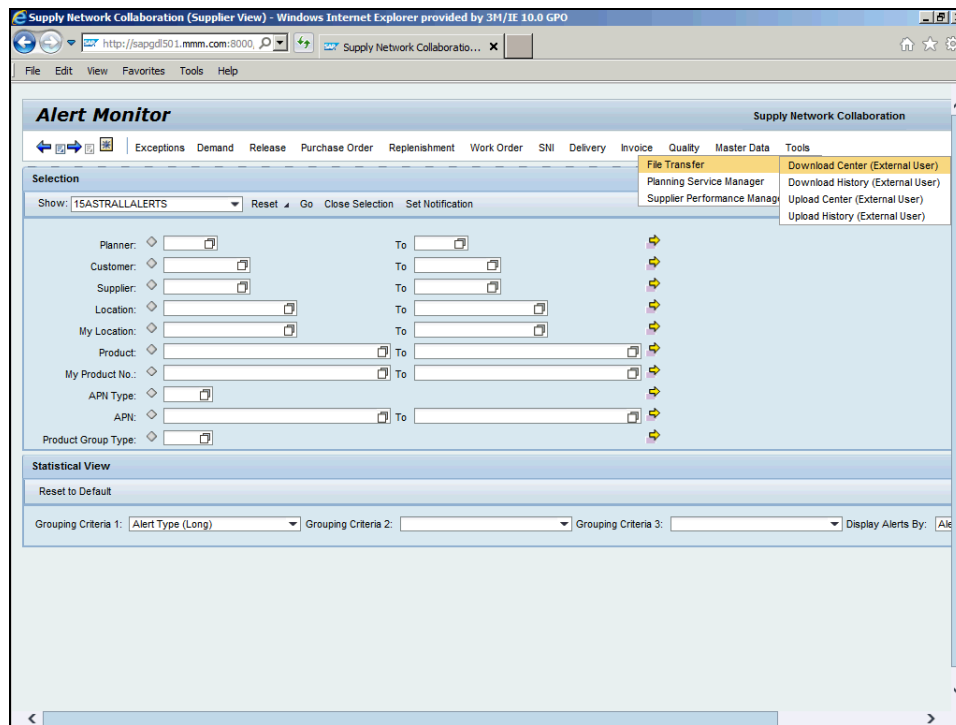 Supply Network Collaboration (Supplier View) - Windows Internet Explorer provided by 3M/IE 10.0 GPO
http://sapgdl501.mmm.com:8000,
Supply Network Collaboratio... X
File Edit View Favorites Tools Help
Alert Monitor
Supply Network Collaboration
Exceptions Demand Release Purchase Order Replenishment Work Order SNI Delivery Invoice Quality Master Data Tools
File Transfer
Planning Service Manager
Supplier Performance Manag
Download Center (External User)
Download History (External User)
Upload Center (External User)
Upload History (External User)
Selection
Show: 15ASTRALLALERTS Reset Go Close Selection Set Notification
Planner: To
Customer: To
Supplier: To
Location: To
My Location: To
Product: To
My Product No.: To
APN Type:
APN: To
Product Group Type:
Statistical View
Reset to Default
Grouping Criteria 1: Alert Type (Long) Grouping Criteria 2: Grouping Criteria 3: Display Alerts By: Ale